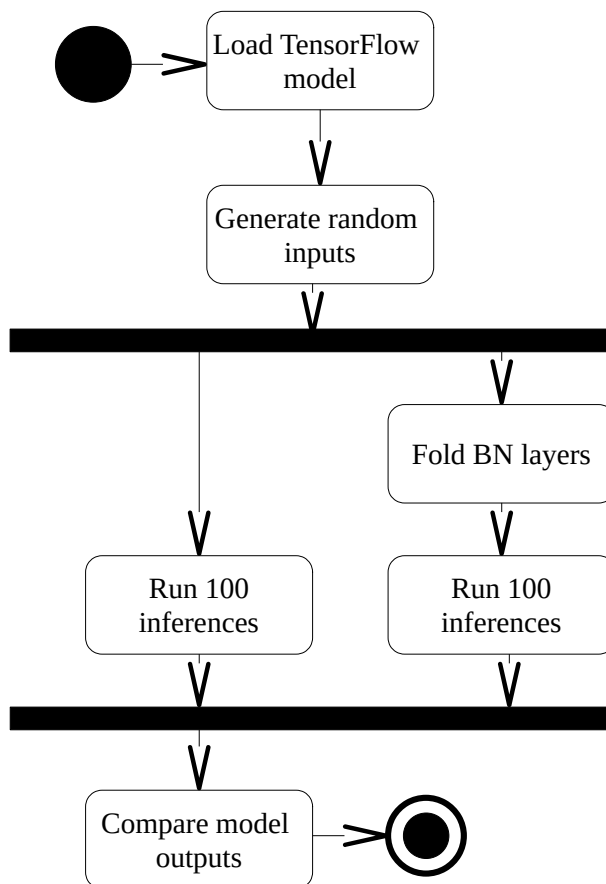 Load TensorFlow
model
Generate random
inputs
Fold BN layers
Run 100
inferences
Run 100
inferences
Compare model
outputs